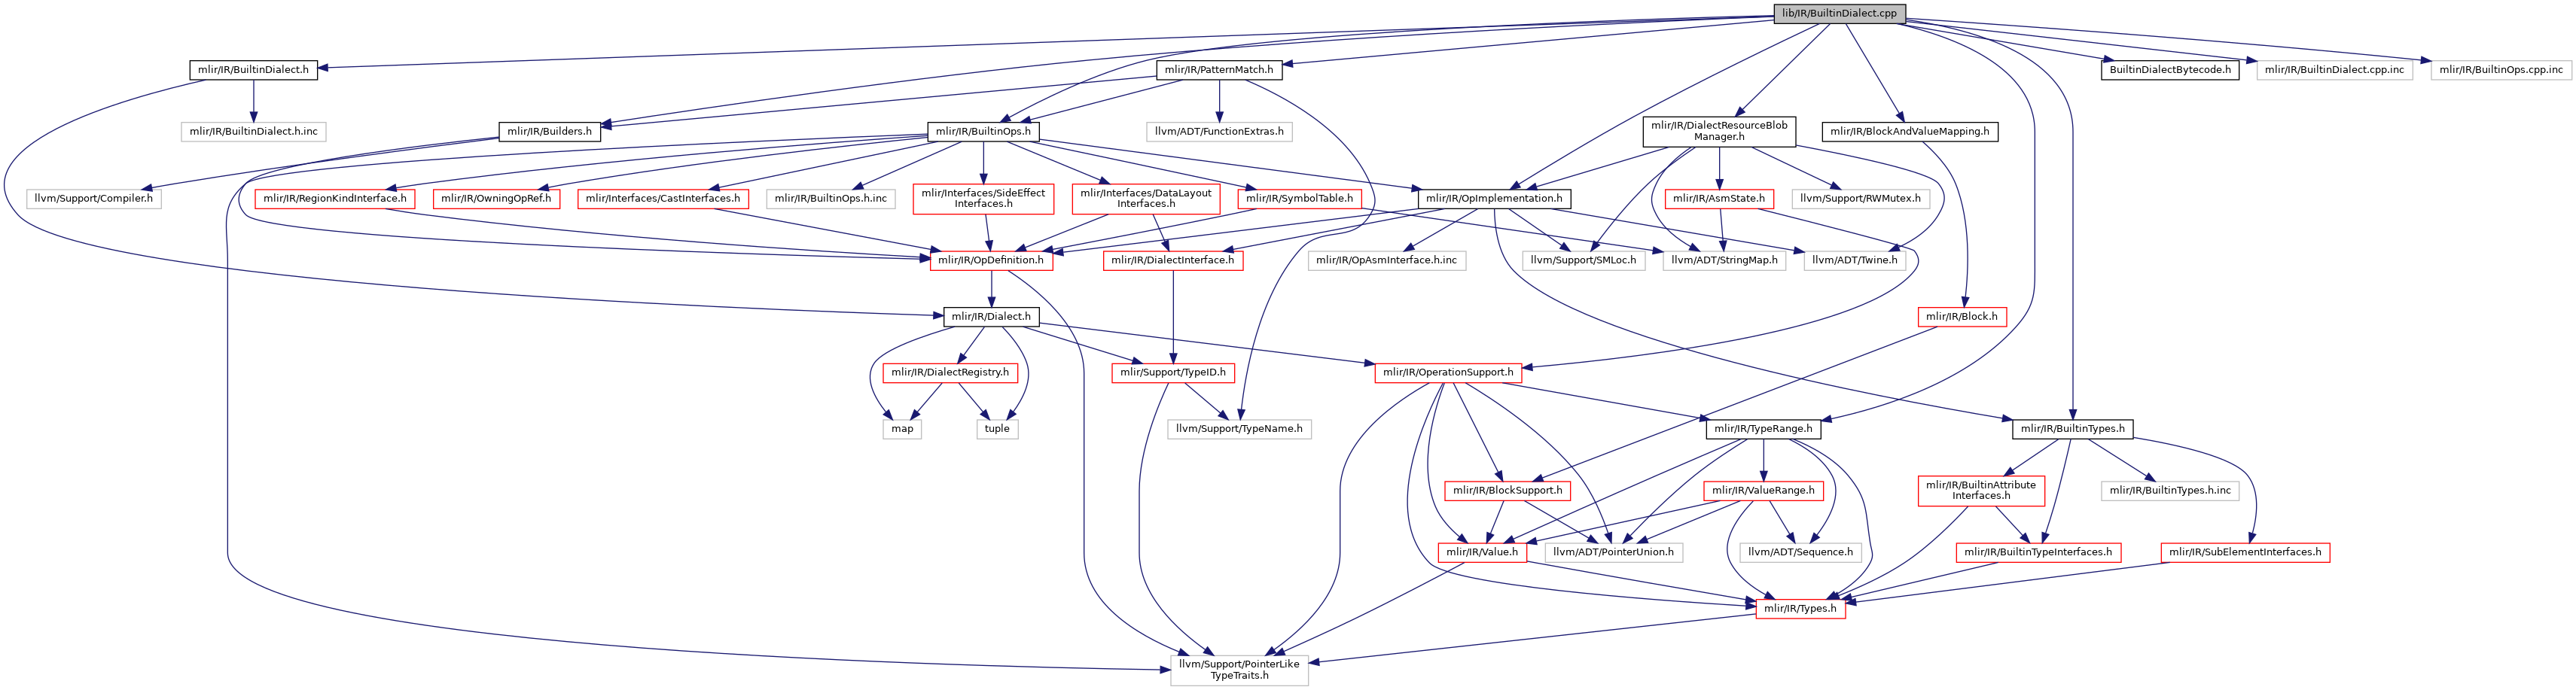 lib/IR/BuiltinDialect.cpp
mlir/IR/BuiltinDialect.h
mlir/IR/PatternMatch.h
BuiltinDialectBytecode.h
mlir/IR/BuiltinDialect.cpp.inc
mlir/IR/BuiltinOps.cpp.inc
mlir/IR/BuiltinDialect.h.inc
mlir/IR/Builders.h
mlir/IR/BuiltinOps.h
llvm/ADT/FunctionExtras.h
mlir/IR/DialectResourceBlob
Manager.h
mlir/IR/BlockAndValueMapping.h
llvm/Support/Compiler.h
mlir/IR/RegionKindInterface.h
mlir/IR/OwningOpRef.h
mlir/Interfaces/CastInterfaces.h
mlir/IR/BuiltinOps.h.inc
mlir/Interfaces/SideEffect
Interfaces.h
mlir/Interfaces/DataLayout
Interfaces.h
mlir/IR/SymbolTable.h
mlir/IR/OpImplementation.h
mlir/IR/AsmState.h
llvm/Support/RWMutex.h
mlir/IR/OpDefinition.h
mlir/IR/DialectInterface.h
mlir/IR/OpAsmInterface.h.inc
llvm/Support/SMLoc.h
llvm/ADT/StringMap.h
llvm/ADT/Twine.h
mlir/IR/Dialect.h
mlir/IR/Block.h
mlir/IR/DialectRegistry.h
mlir/Support/TypeID.h
mlir/IR/OperationSupport.h
map
tuple
llvm/Support/TypeName.h
mlir/IR/TypeRange.h
mlir/IR/BuiltinTypes.h
mlir/IR/BlockSupport.h
mlir/IR/ValueRange.h
mlir/IR/BuiltinAttribute
Interfaces.h
mlir/IR/BuiltinTypes.h.inc
mlir/IR/Value.h
llvm/ADT/PointerUnion.h
llvm/ADT/Sequence.h
mlir/IR/BuiltinTypeInterfaces.h
mlir/IR/SubElementInterfaces.h
mlir/IR/Types.h
llvm/Support/PointerLike
TypeTraits.h